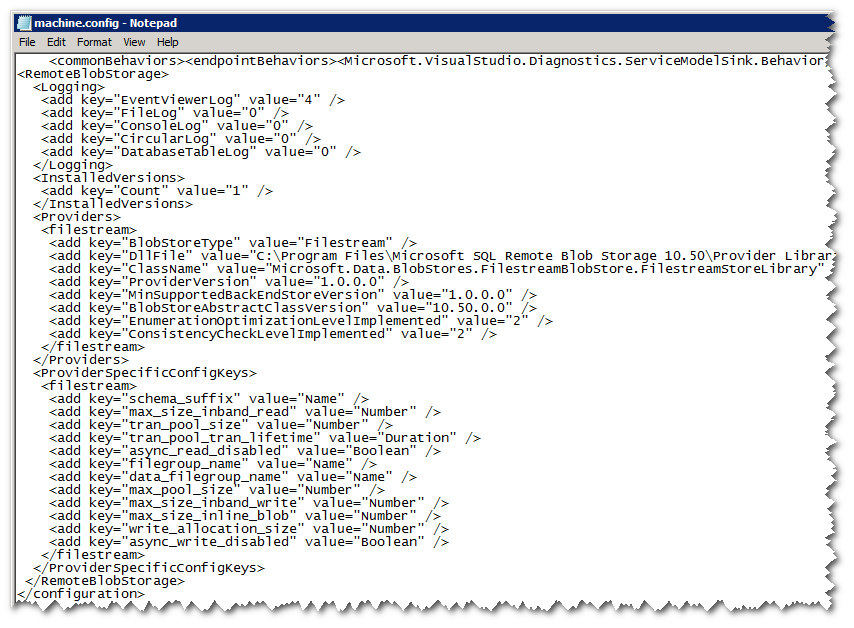 machine.config - Notepad
File Edit Format View Help
<commonBehaviors><endpointBehaviors><Microsoft.VisualStudio.Diagnostics.ServiceModelSink.Behavior
<RemoteBlobStorage>
<Logging>
<add key="EventViewerLog" value="4" />
<add key="FileLog" value="0" />
<add key="ConsoleLog" value="0" />
<add key="CircularLog" value="0" />
<add key="DatabaseTableLog" value="0" />
</Logging>
<InstalledVersions>
<add key="Count" value="1" />
</InstalledVersions>
<Providers>
<filestream>
<add key="BlobStoreType" value="Filestream" />
<add key="DllFile" value="C:\Program Files\Microsoft SQL Remote Blob Storage 10.50\Provider Librar
<add key="ClassName" value="Microsoft.Data.BlobStores.FilestreamBlobStore.FilestreamStoreLibrary"
<add key="ProviderVersion" value="1.0.0.0" />
<add key="MinSupportedBackEndStoreVersion" value="1.0.0.0" />
<add key="BlobStoreAbstractClassVersion" value="10.50.0.0" />
<add key="EnumerationOptimizationLevelImplemented" value="2" />
<add key="ConsistencyCheckLevelImplemented" value="2" />
</filestream>
</Providers>
<ProviderSpecificConfigKeys>
<filestream>
<add key="schema_suffix" value="Name" />
<add key="max_size_inband_read" value="Number" />
<add key="tran_pool_size" value="Number" />
<add key="tran_pool_tran_lifetime" value="Duration" />
<add key="async_read_disabled" value="Boolean" />
<add key="filegroup_name" value="Name" />
<add key="data_filegroup_name" value="Name" />
<add key="max_pool_size" value="Number" />
<add key="max_size_inband_write" value="Number" />
<add key="max_size_inline_blob" value="Number" />
<add key="write_allocation_size" value="Number" />
<add key="async_write_disabled" value="Boolean" />
</filestream>
</ProviderSpecificConfigKeys>
</RemoteBlobStorage>
</configuration>